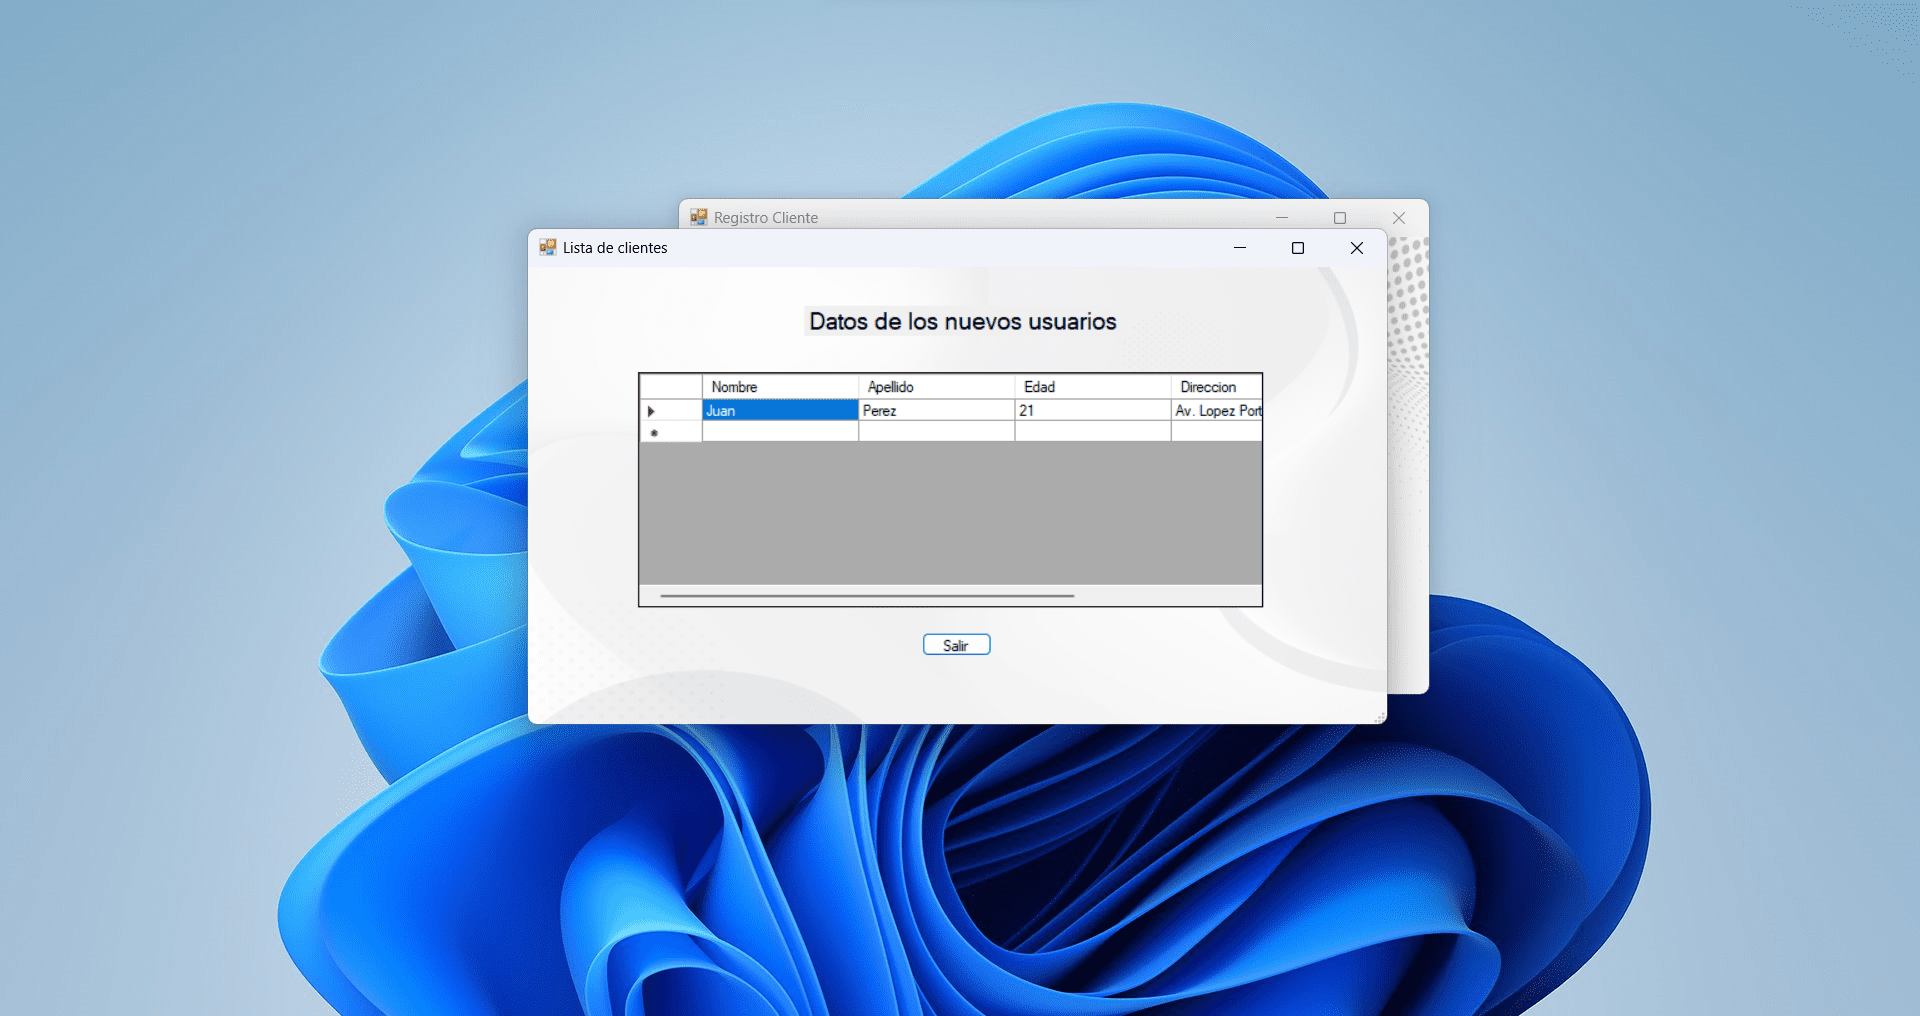 Registro Cliente
Lista de clientes
Datos de los nuevos usuarios
Nombre Apellido Edad Direccion
Juan Perez 21 Av. Lopez Port
Salir